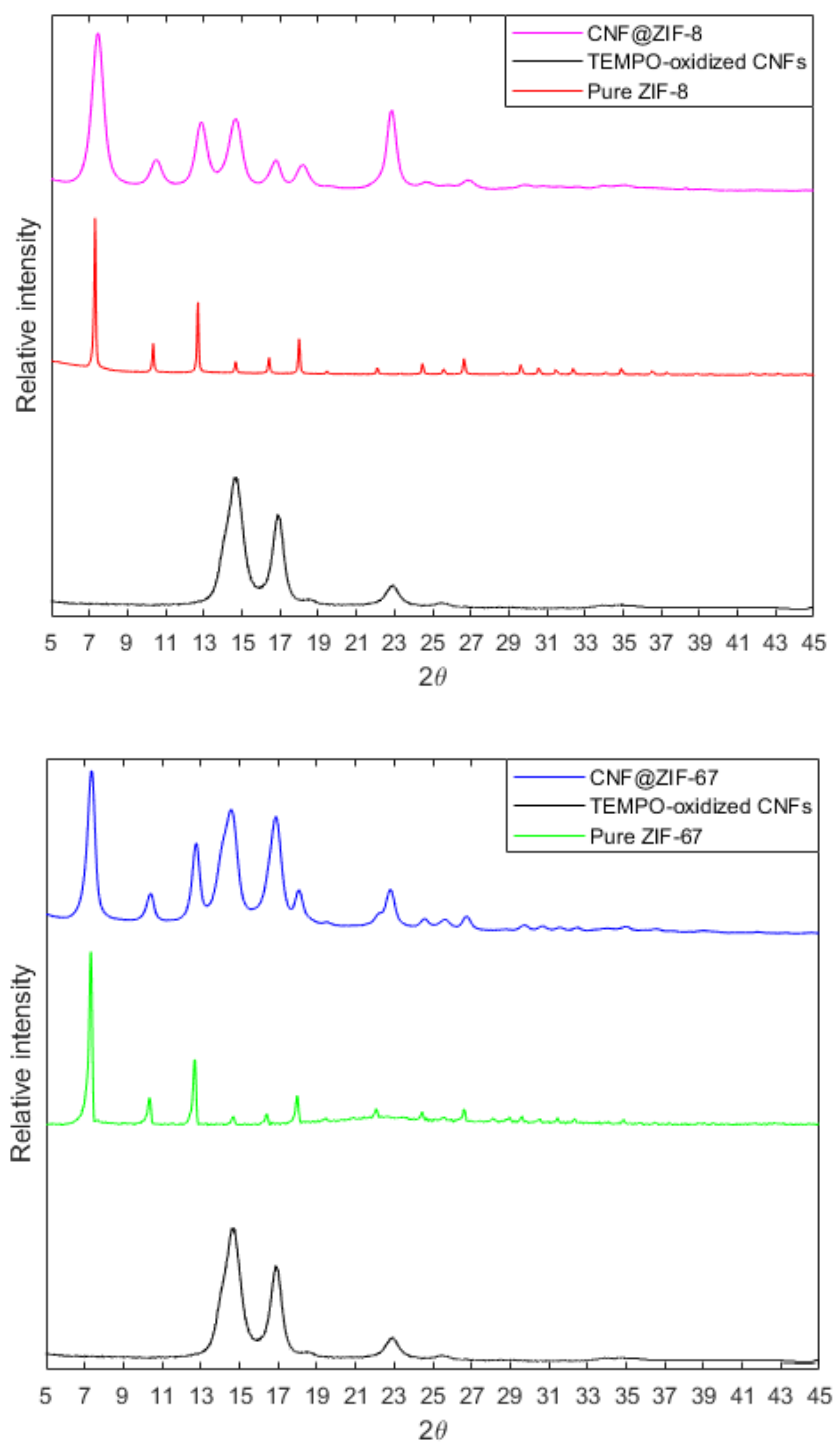 CNF@ZIF-8
TEMPO-oxidized CNFs
Pure ZIF-8
Relative intensity
5 7 9 11 13 15 17 19 21 23 25 27 29 31 33 35 37 39 41 43 45
2θ
CNF@ZIF-67
TEMPO-oxidized CNFs
Pure ZIF-67
Relative intensity
5 7 9 11 13 15 17 19 21 23 25 27 29 31 33 35 37 39 41 43 45
2θ